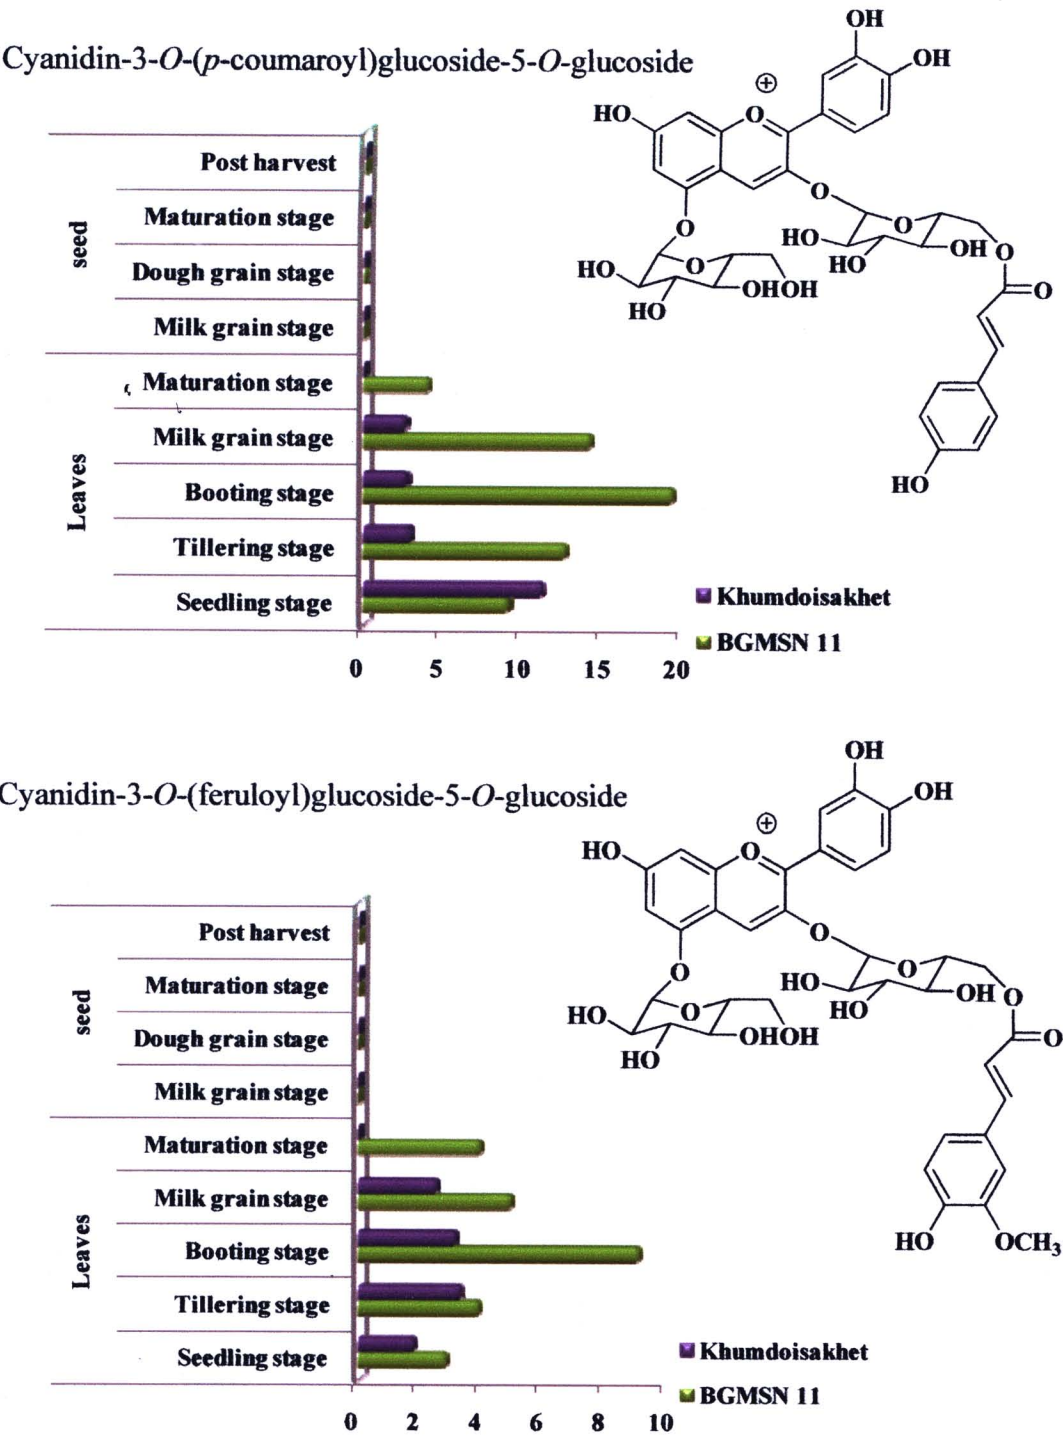 Cyanidin-3-O-(p-coumaroyl)glucoside-5-O-glucoside
seed
Post harvest
Maturation stage
Dough grain stage
Milk grain stage
Leaves
Maturation stage
Milk grain stage
Booting stage
Tillering stage
Seedling stage
0 5 10 15 20
Khumdoisakhet
BGMSN 11
OH
OH
HO
O
⊕
O
O
HO
HO
O
OH
O
O
HO
HO
O
OHOH
HO
Cyanidin-3-O-(feruloyl)glucoside-5-O-glucoside
seed
Post harvest
Maturation stage
Dough grain stage
Milk grain stage
Leaves
Maturation stage
Milk grain stage
Booting stage
Tillering stage
Seedling stage
0 2 4 6 8 10
Khumdoisakhet
BGMSN 11
OH
OH
HO
O
⊕
O
O
HO
HO
O
OH
O
O
HO
HO
O
OHOH
HO
OCH3